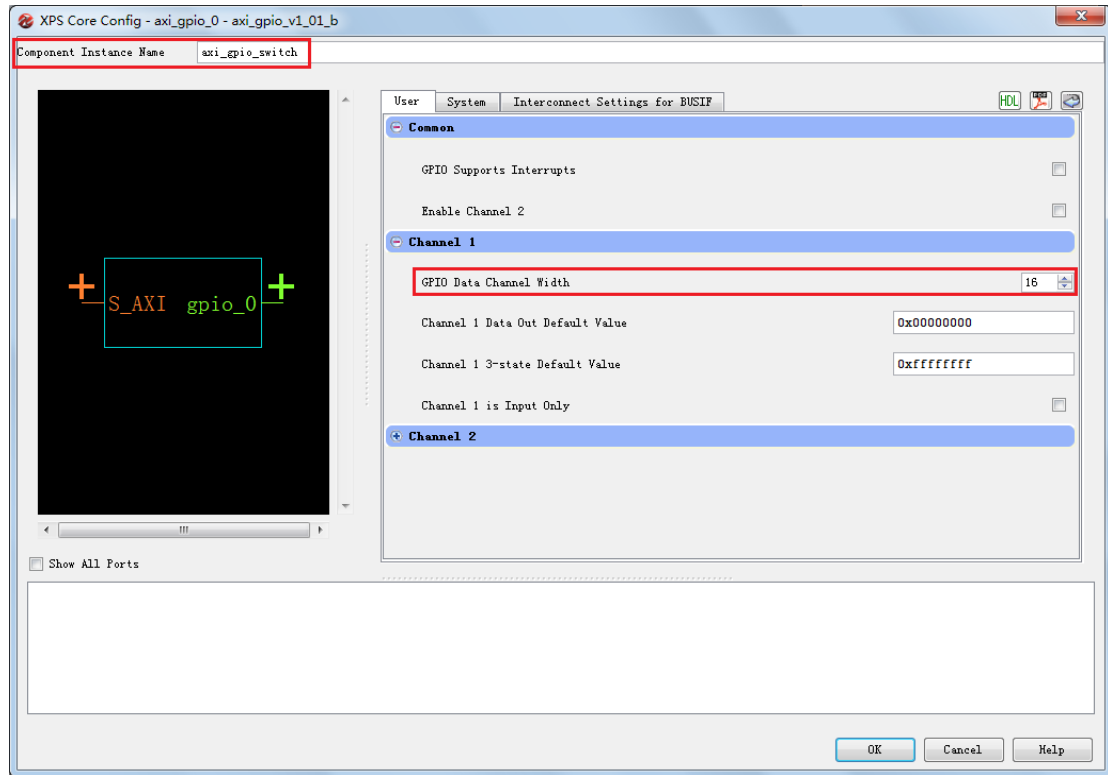 XPS Core Config - axi_gpio_0 - axi_gpio_v1_01_b
Component Instance Name axi_gpio_switch
User System Interconnect Settings for BUSIF HDL PDF
Common
GPIO Supports Interrupts
Enable Channel 2
Channel 1
GPIO Data Channel Width 16
S_AXI gpio_0
Channel 1 Data Out Default Value 0x00000000
Channel 1 3-state Default Value 0xffffffff
Channel 1 is Input Only
Channel 2
Show All Ports
OK Cancel Help